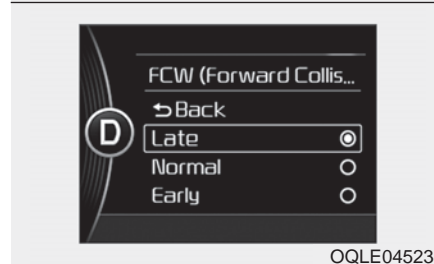 FCW (Forward Collis...
Back
D
Late
Normal
Early
OQLE04523